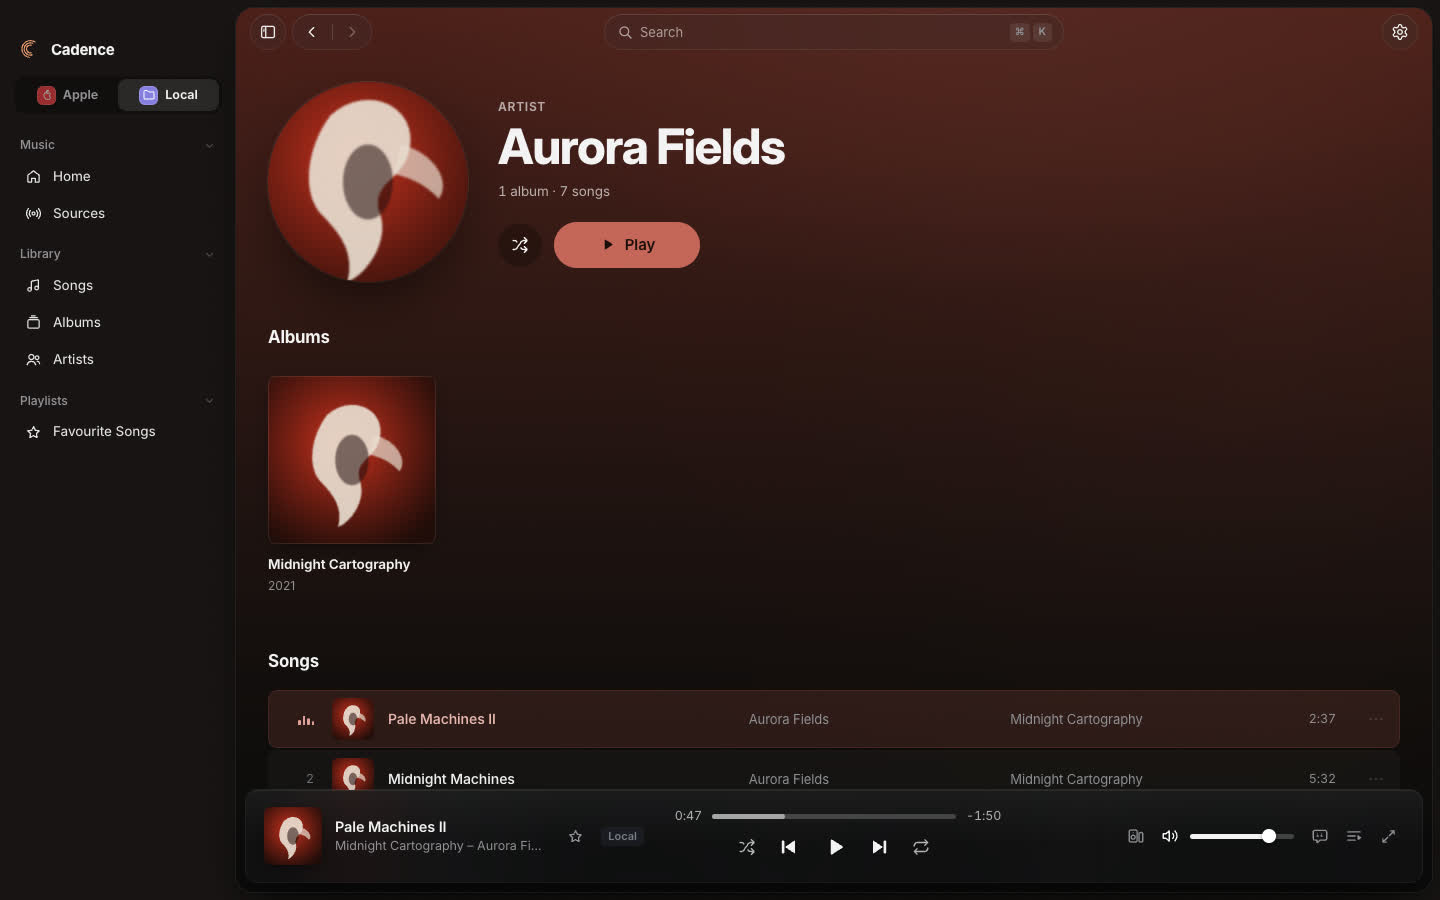 Cadence
Apple
Local
Music
Home
Sources
Library
Songs
Albums
Artists
Playlists
Favourite Songs
Search
⌘ K
ARTIST
Aurora Fields
1 album · 7 songs
Play
Albums
Midnight Cartography
2021
Songs
Pale Machines II Aurora Fields Midnight Cartography 2:37
2 Midnight Machines Aurora Fields Midnight Cartography 5:32
Pale Machines II
Midnight Cartography – Aurora Fi...
Local
0:47
-1:50